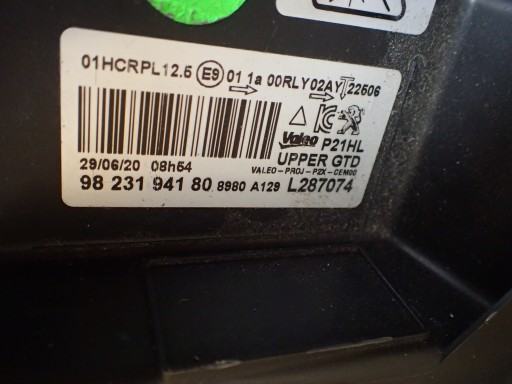 01HCRPL12.5 E9 01 1a 00RLY02AY 22506
Valeo P21HL
29/06/20 08h54 UPPER GTD
VALEO-PROJ-P2X-CEM00
98 231 941 80 8980 A129 L287074